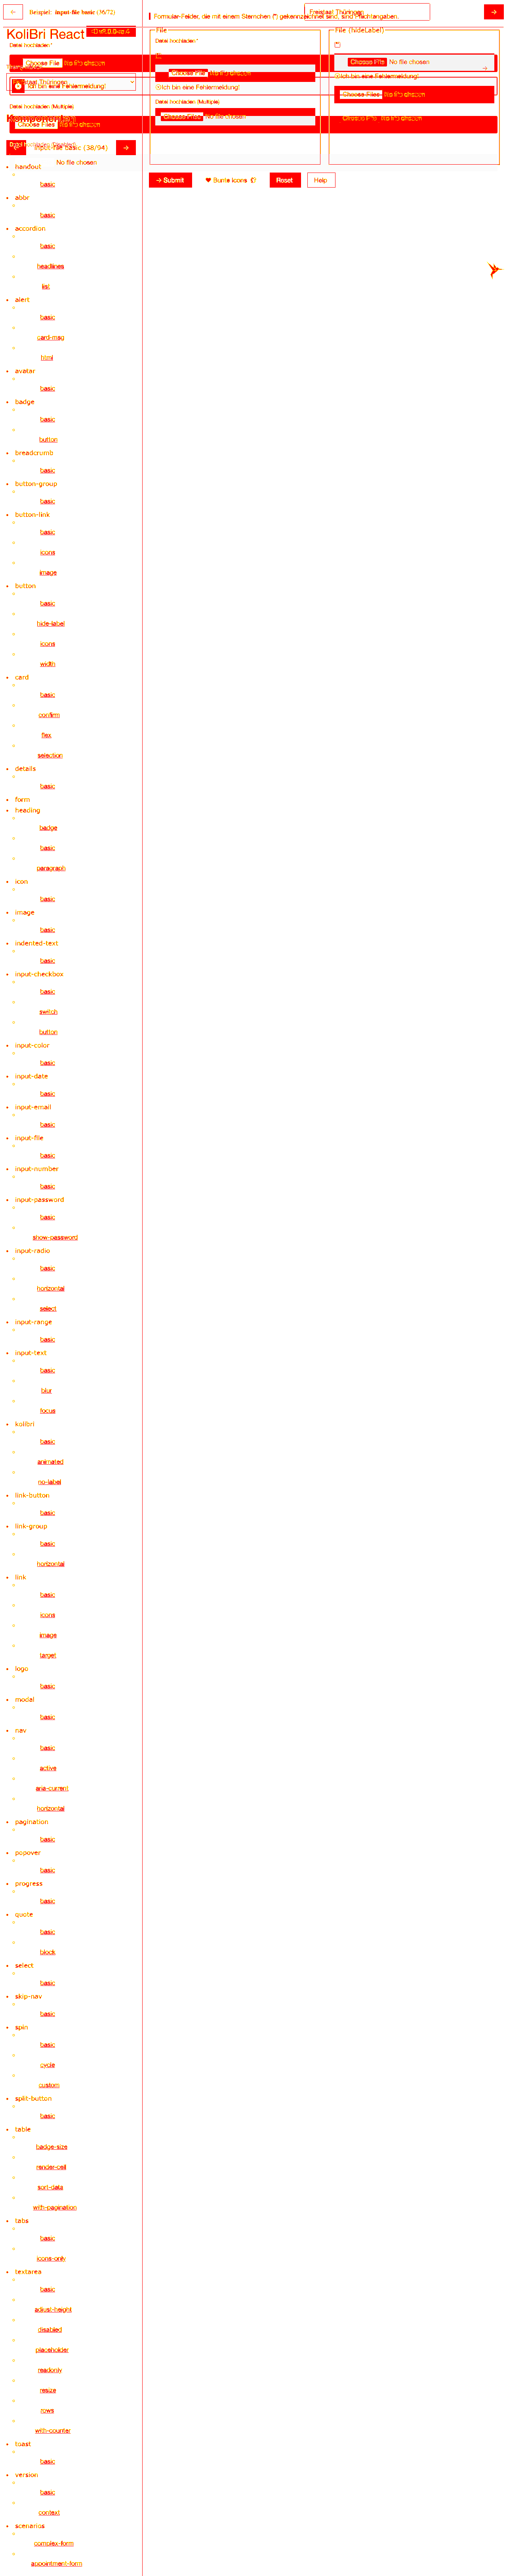 Beispiel: input-file basic (38/72)
Formular-Felder, die mit einem Sternchen (*) gekennzeichnet sind, sind Pflichtangaben.
Freistaat Thüringen
KoliBri React
File
File (hideLabel)
Choose File No file chosen
Ich bin eine Fehlermeldung!
Choose Files No file chosen
input-file basic (38/94)
No file chosen
Submit
Bunte Icons
Reset
Help
handout
basic
abbr
basic
accordion
basic
headlines
list
alert
basic
card-msg
html
avatar
basic
badge
basic
button
breadcrumb
basic
button-group
basic
button-link
basic
icons
image
button
basic
hide-label
icons
width
card
basic
confirm
flex
selection
details
basic
form
heading
badge
basic
paragraph
icon
basic
image
basic
indented-text
basic
input-checkbox
basic
switch
button
input-color
basic
input-date
basic
input-email
basic
input-file
basic
input-number
basic
input-password
basic
show-password
input-radio
basic
horizontal
select
input-range
basic
input-text
basic
blur
focus
kolibri
basic
animated
no-label
link-button
basic
link-group
basic
horizontal
link
basic
icons
image
target
logo
basic
modal
basic
nav
basic
active
aria-current
horizontal
pagination
basic
popover
basic
progress
basic
quote
basic
block
select
basic
skip-nav
basic
spin
basic
cycle
custom
split-button
basic
table
badge-size
render-cell
sort-data
with-pagination
tabs
basic
icons-only
textarea
basic
adjust-height
disabled
placeholder
readonly
resize
rows
with-counter
toast
basic
version
basic
context
scenarios
complex-form
appointment-form